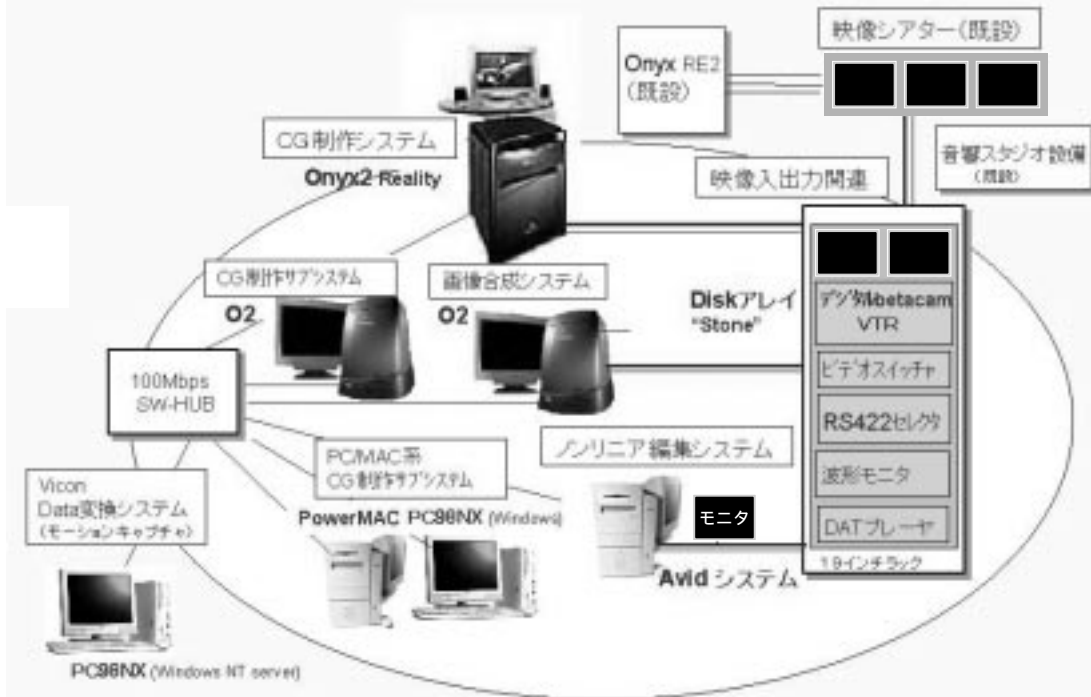 映像シアター(既設)
Onyx RE2
(既設)
CG制作システム
Onyx2 Reality
映像入出力関連
音響スタジオ設備
(既設)
CG制作サブシステム
O2
画像合成システム
O2
Diskアレイ
"Stone"
デジタルbetacam
VTR
ビデオスイッチャ
RS422セレクタ
波形モニタ
DATプレーヤ
19インチラック
100Mbps
SW-HUB
PC/MAC系
CG制作サブシステム
ノンリニア編集システム
Vicon
Data変換システム
(モーションキャプチャ)
PowerMAC PC98NX (Windows)
モニタ
Avid システム
PC98NX (Windows NT server)